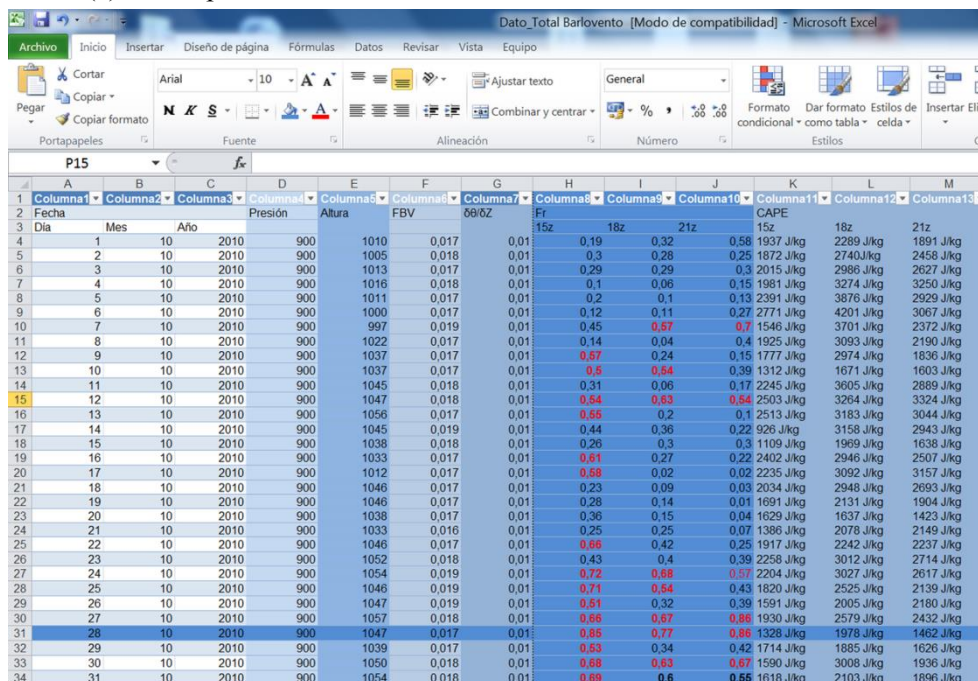 Dato_Total Barlovento [Modo de compatibilidad] - Microsoft Excel
Archivo Inicio Insertar Diseño de página Fórmulas Datos Revisar Vista Equipo
Cortar Arial 10 A A Ajustar texto General
Copiar
Pegar Copiar formato N K S A Combinar y centrar % Formato condicional Dar formato como tabla Estilos de celda Insertar
Portapapeles Fuente Alineación Número Estilos
P15 fx
A B C D E F G H I J K L M
1 Columna1 Columna2 Columna3 Columna4 Columna5 Columna6 Columna7 Columna8 Columna9 Columna10 Columna11 Columna12 Columna13
2 Fecha Presión Altura FBV δθ/δZ Fr CAPE
3 Día Mes Año 15z 18z 21z 15z 18z 21z
4 1 10 2010 900 1010 0,017 0,01 0,19 0,32 0,58 1937 J/kg 2289 J/kg 1891 J/kg
5 2 10 2010 900 1005 0,018 0,01 0,3 0,28 0,25 1872 J/kg 2740J/kg 2458 J/kg
6 3 10 2010 900 1013 0,017 0,01 0,29 0,29 0,3 2015 J/kg 2986 J/kg 2627 J/kg
7 4 10 2010 900 1016 0,018 0,01 0,1 0,06 0,15 1981 J/kg 3274 J/kg 3250 J/kg
8 5 10 2010 900 1011 0,017 0,01 0,2 0,1 0,13 2391 J/kg 3876 J/kg 2929 J/kg
9 6 10 2010 900 1000 0,017 0,01 0,12 0,11 0,27 2771 J/kg 4201 J/kg 3067 J/kg
10 7 10 2010 900 997 0,019 0,01 0,45 0,57 0,7 1546 J/kg 3701 J/kg 2372 J/kg
11 8 10 2010 900 1022 0,017 0,01 0,14 0,04 0,4 1925 J/kg 3093 J/kg 2190 J/kg
12 9 10 2010 900 1037 0,017 0,01 0,57 0,24 0,15 1777 J/kg 2974 J/kg 1836 J/kg
13 10 10 2010 900 1037 0,017 0,01 0,5 0,54 0,39 1312 J/kg 1671 J/kg 1603 J/kg
14 11 10 2010 900 1045 0,018 0,01 0,31 0,06 0,17 2245 J/kg 3605 J/kg 2889 J/kg
15 12 10 2010 900 1047 0,018 0,01 0,54 0,63 0,54 2503 J/kg 3264 J/kg 3324 J/kg
16 13 10 2010 900 1056 0,017 0,01 0,55 0,2 0,1 2513 J/kg 3183 J/kg 3044 J/kg
17 14 10 2010 900 1045 0,019 0,01 0,44 0,36 0,22 926 J/kg 3158 J/kg 2943 J/kg
18 15 10 2010 900 1038 0,018 0,01 0,26 0,3 0,3 1109 J/kg 1969 J/kg 1638 J/kg
19 16 10 2010 900 1033 0,017 0,01 0,61 0,27 0,22 2402 J/kg 2946 J/kg 2507 J/kg
20 17 10 2010 900 1012 0,017 0,01 0,58 0,02 0,02 2235 J/kg 3092 J/kg 3157 J/kg
21 18 10 2010 900 1046 0,017 0,01 0,23 0,09 0,03 2034 J/kg 2948 J/kg 2693 J/kg
22 19 10 2010 900 1046 0,017 0,01 0,28 0,14 0,01 1691 J/kg 2131 J/kg 1904 J/kg
23 20 10 2010 900 1038 0,017 0,01 0,36 0,15 0,04 1629 J/kg 1637 J/kg 1423 J/kg
24 21 10 2010 900 1033 0,016 0,01 0,25 0,25 0,07 1386 J/kg 2078 J/kg 2149 J/kg
25 22 10 2010 900 1046 0,017 0,01 0,66 0,42 0,25 1917 J/kg 2242 J/kg 2237 J/kg
26 23 10 2010 900 1052 0,018 0,01 0,43 0,4 0,39 2258 J/kg 3012 J/kg 2714 J/kg
27 24 10 2010 900 1054 0,019 0,01 0,72 0,68 0,57 2204 J/kg 3027 J/kg 2617 J/kg
28 25 10 2010 900 1046 0,019 0,01 0,71 0,54 0,43 1820 J/kg 2525 J/kg 2139 J/kg
29 26 10 2010 900 1047 0,019 0,01 0,51 0,32 0,39 1591 J/kg 2005 J/kg 2180 J/kg
30 27 10 2010 900 1057 0,018 0,01 0,66 0,67 0,86 1930 J/kg 2579 J/kg 2432 J/kg
31 28 10 2010 900 1047 0,017 0,01 0,85 0,77 0,86 1328 J/kg 1978 J/kg 1462 J/kg
32 29 10 2010 900 1039 0,017 0,01 0,53 0,34 0,42 1714 J/kg 1885 J/kg 1626 J/kg
33 30 10 2010 900 1050 0,018 0,01 0,68 0,63 0,67 1590 J/kg 3008 J/kg 1936 J/kg
34 31 10 2010 900 1054 0,018 0,01 0,69 0,6 0,55 1618 J/kg 2103 J/kg 1896 J/kg